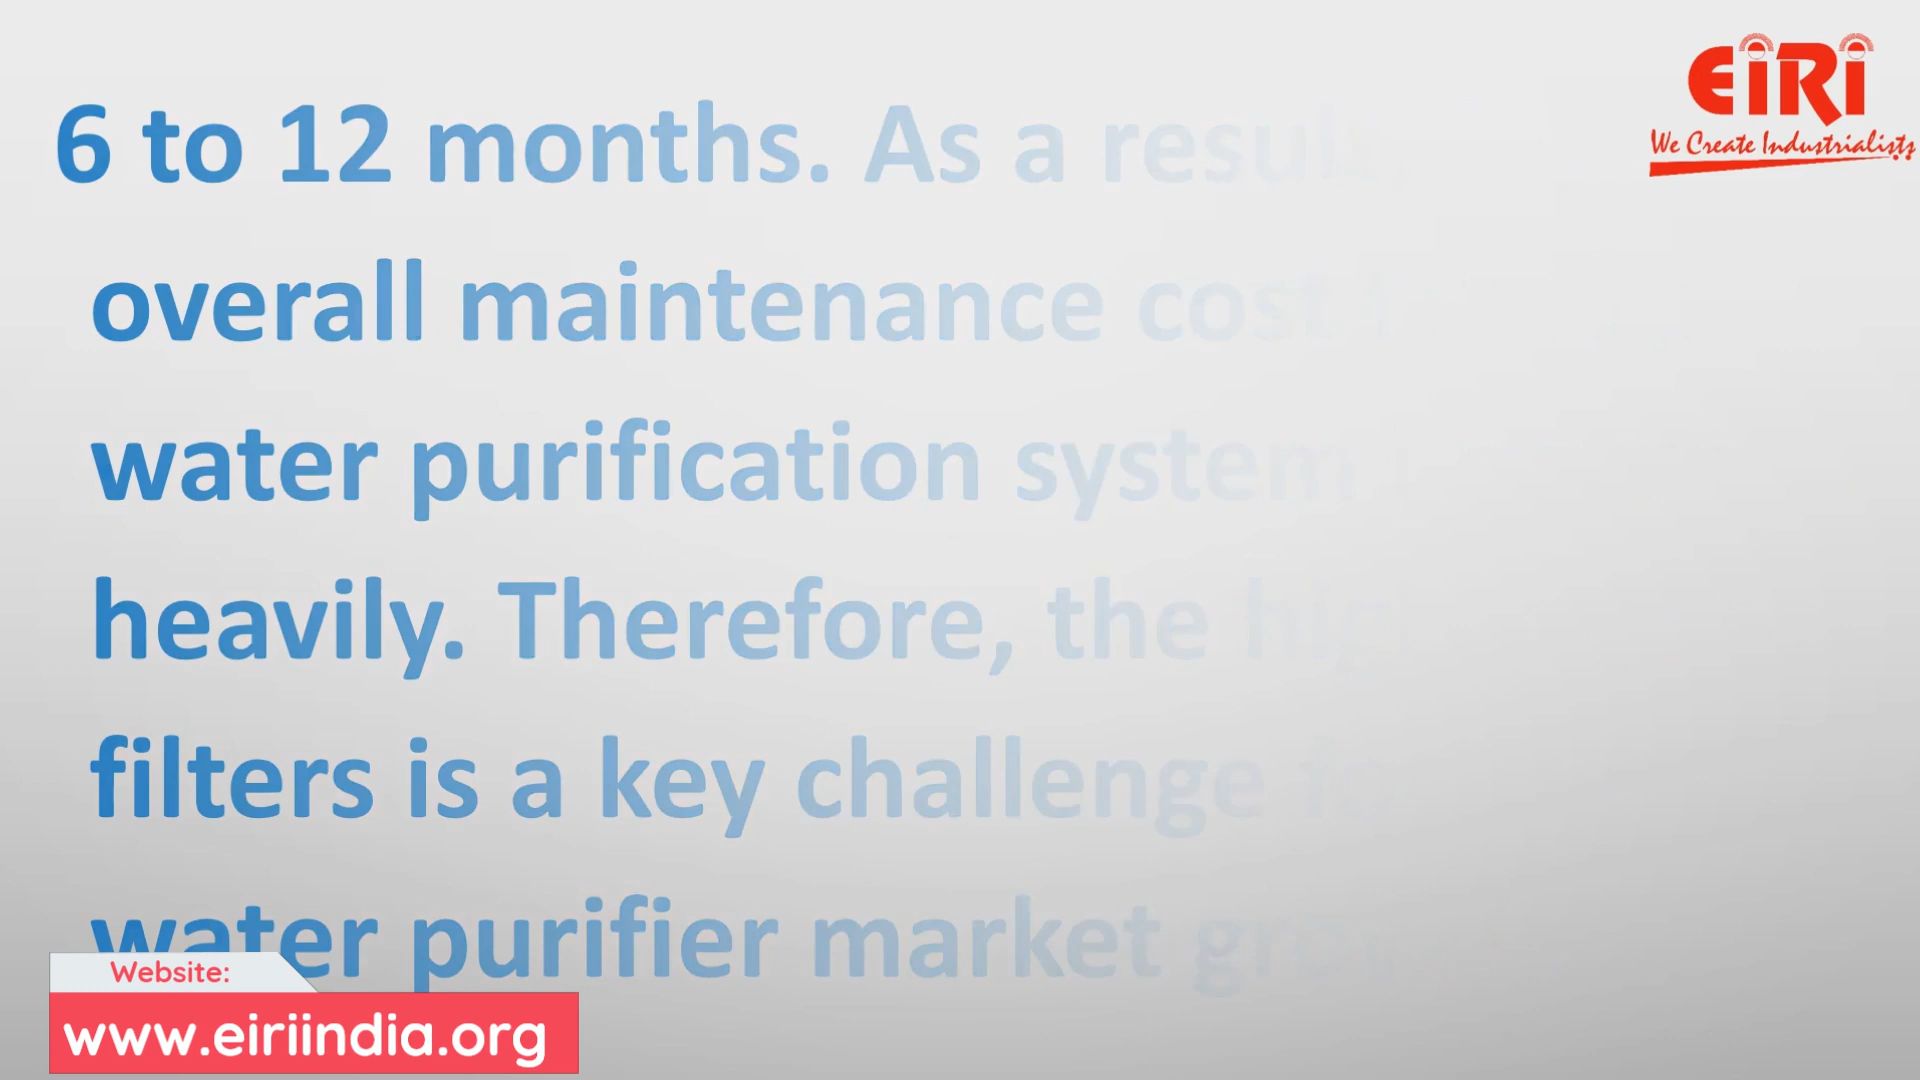 EiRi
We Create Industrialists
6 to 12 months. As a result
overall maintenance cost
water purification system
heavily. Therefore, the
filters is a key challenge
water purifier market
Website:
www.eiriindia.org